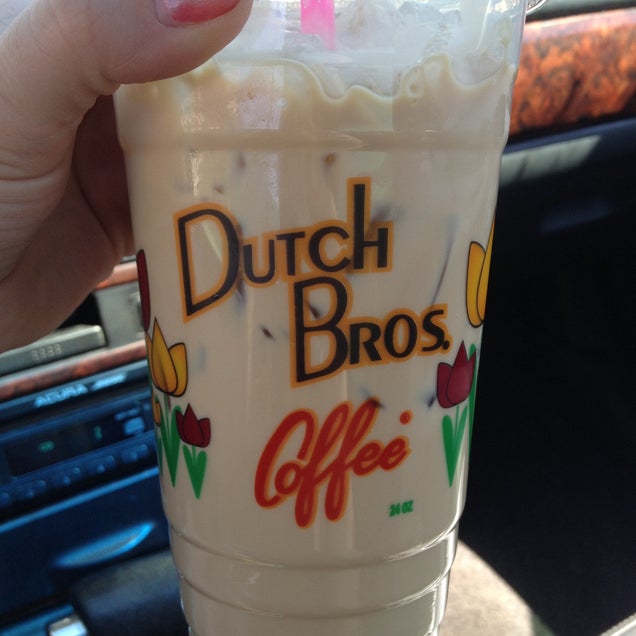 Dutch
Bros.
Coffee
24 OZ
ACURA